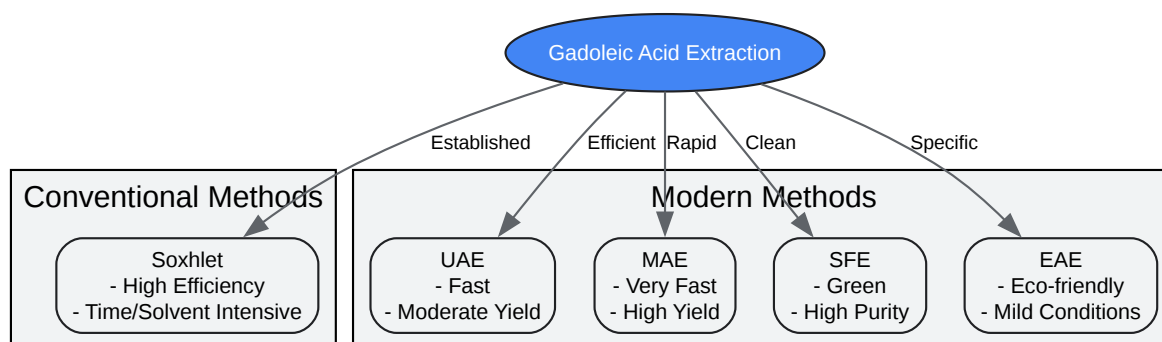 Gadoleic Acid Extraction
Established
Efficient
Rapid
Clean
Specific
Conventional Methods
Modern Methods
Soxhlet
- High Efficiency
- Time/Solvent Intensive
UAE
- Fast
- Moderate Yield
MAE
- Very Fast
- High Yield
SFE
- Green
- High Purity
EAE
- Eco-friendly
- Mild Conditions